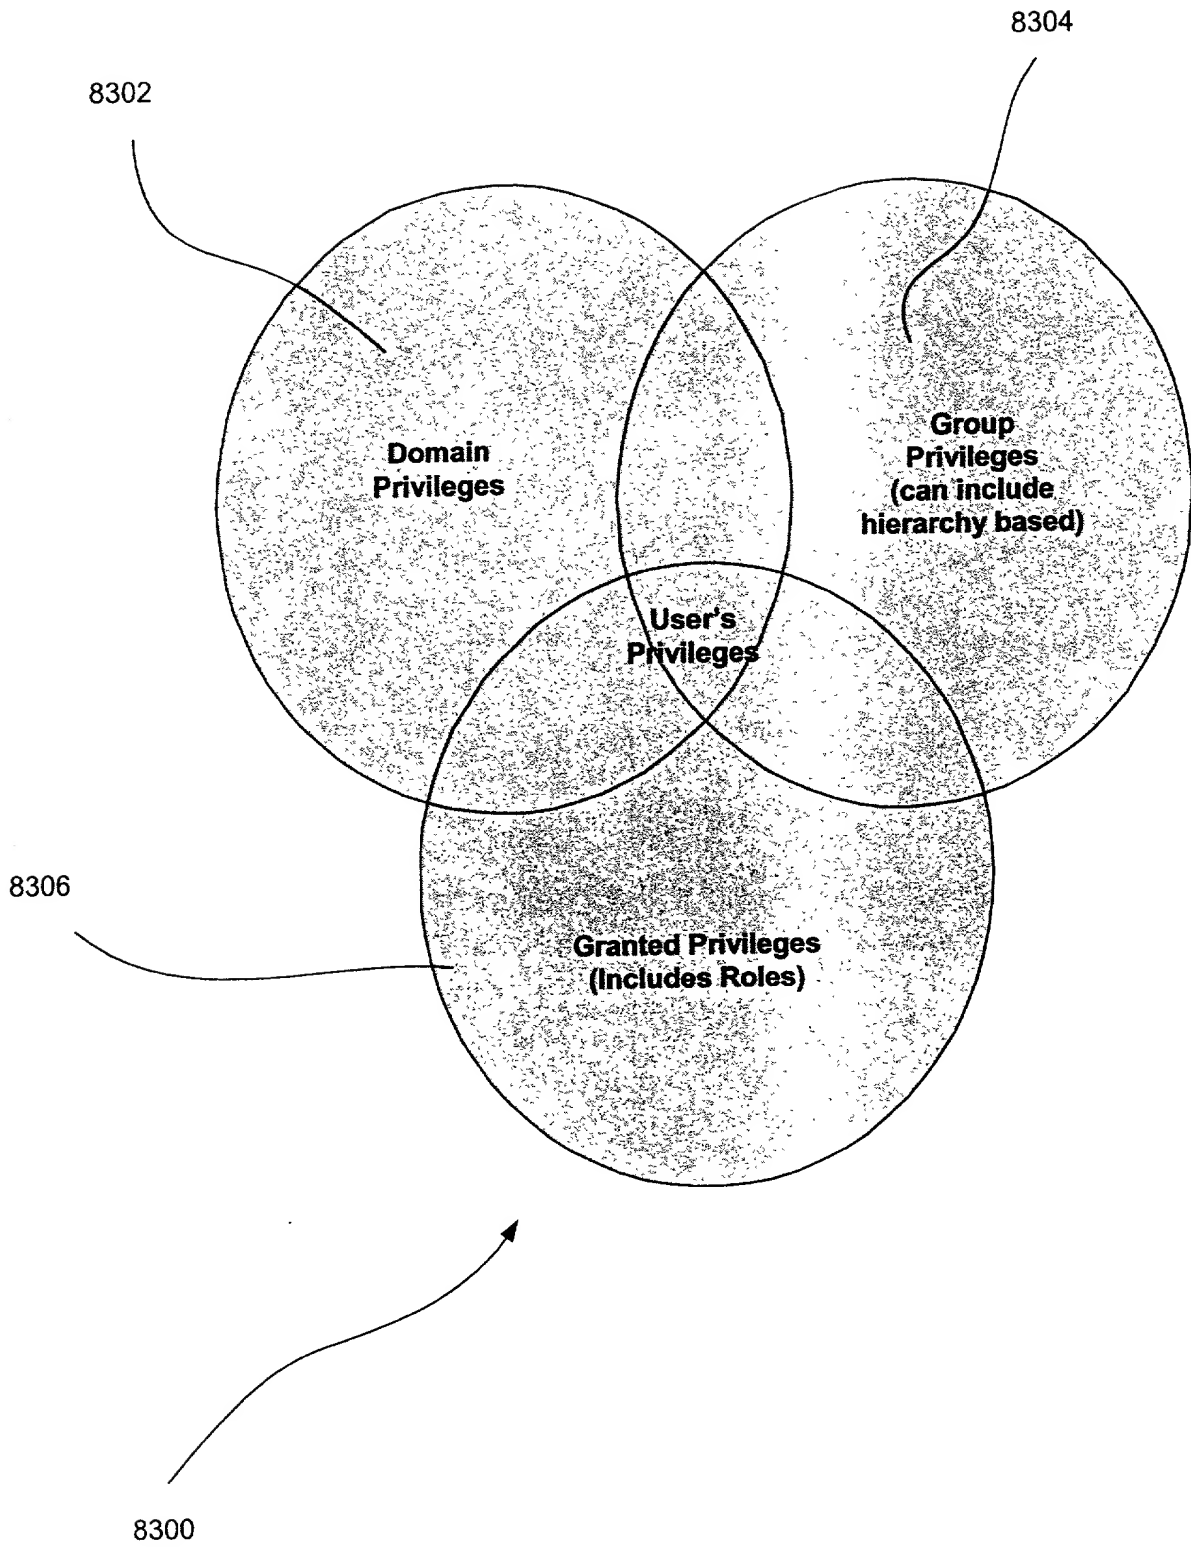 8304
8302
Domain
Privileges
Group
Privileges
(can include
hierarchy based)
User's
Privileges
8306
Granted Privileges
(Includes Roles)
8300